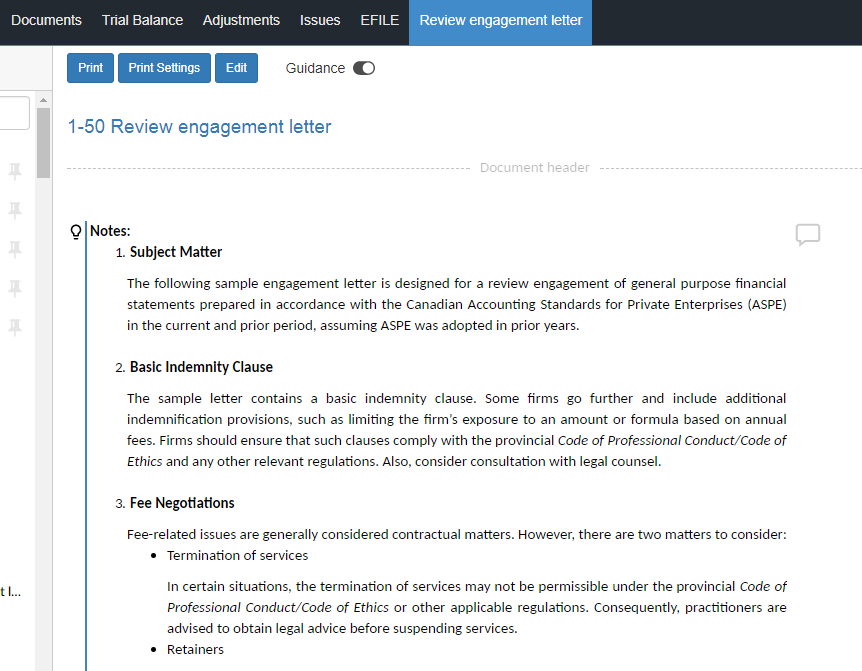 Documents Trial Balance Adjustments Issues EFILE Review engagement letter
Print Print Settings Edit Guidance
1-50 Review engagement letter
Document header
Notes:
1. Subject Matter
The following sample engagement letter is designed for a review engagement of general purpose financial
statements prepared in accordance with the Canadian Accounting Standards for Private Enterprises (ASPE)
in the current and prior period, assuming ASPE was adopted in prior years.
2. Basic Indemnity Clause
The sample letter contains a basic indemnity clause. Some firms go further and include additional
indemnification provisions, such as limiting the firm's exposure to an amount or formula based on annual
fees. Firms should ensure that such clauses comply with the provincial Code of Professional Conduct/Code of
Ethics and any other relevant regulations. Also, consider consultation with legal counsel.
3. Fee Negotiations
Fee-related issues are generally considered contractual matters. However, there are two matters to consider:
• Termination of services
In certain situations, the termination of services may not be permissible under the provincial Code of
t I...
Professional Conduct/Code of Ethics or other applicable regulations. Consequently, practitioners are
advised to obtain legal advice before suspending services.
• Retainers